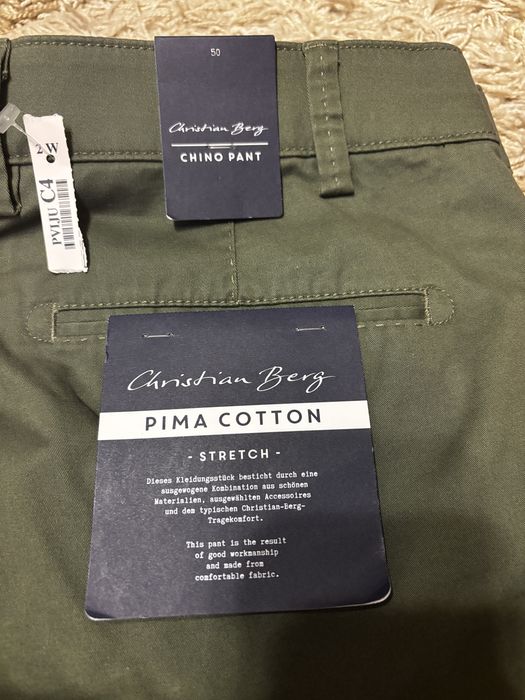 50
Christian Berg
CHINO PANT
2 W
PVIJU C4
Christian Berg
PIMA COTTON
- STRETCH -
Dieses Kleidungsstück besticht durch eine
ausgewogene Kombination aus schönen
Materialien, ausgewählten Accessoires
und dem typischen Christian-Berg-
Tragekomfort.
This pant is the result
of good workmanship
and made from
comfortable fabric.